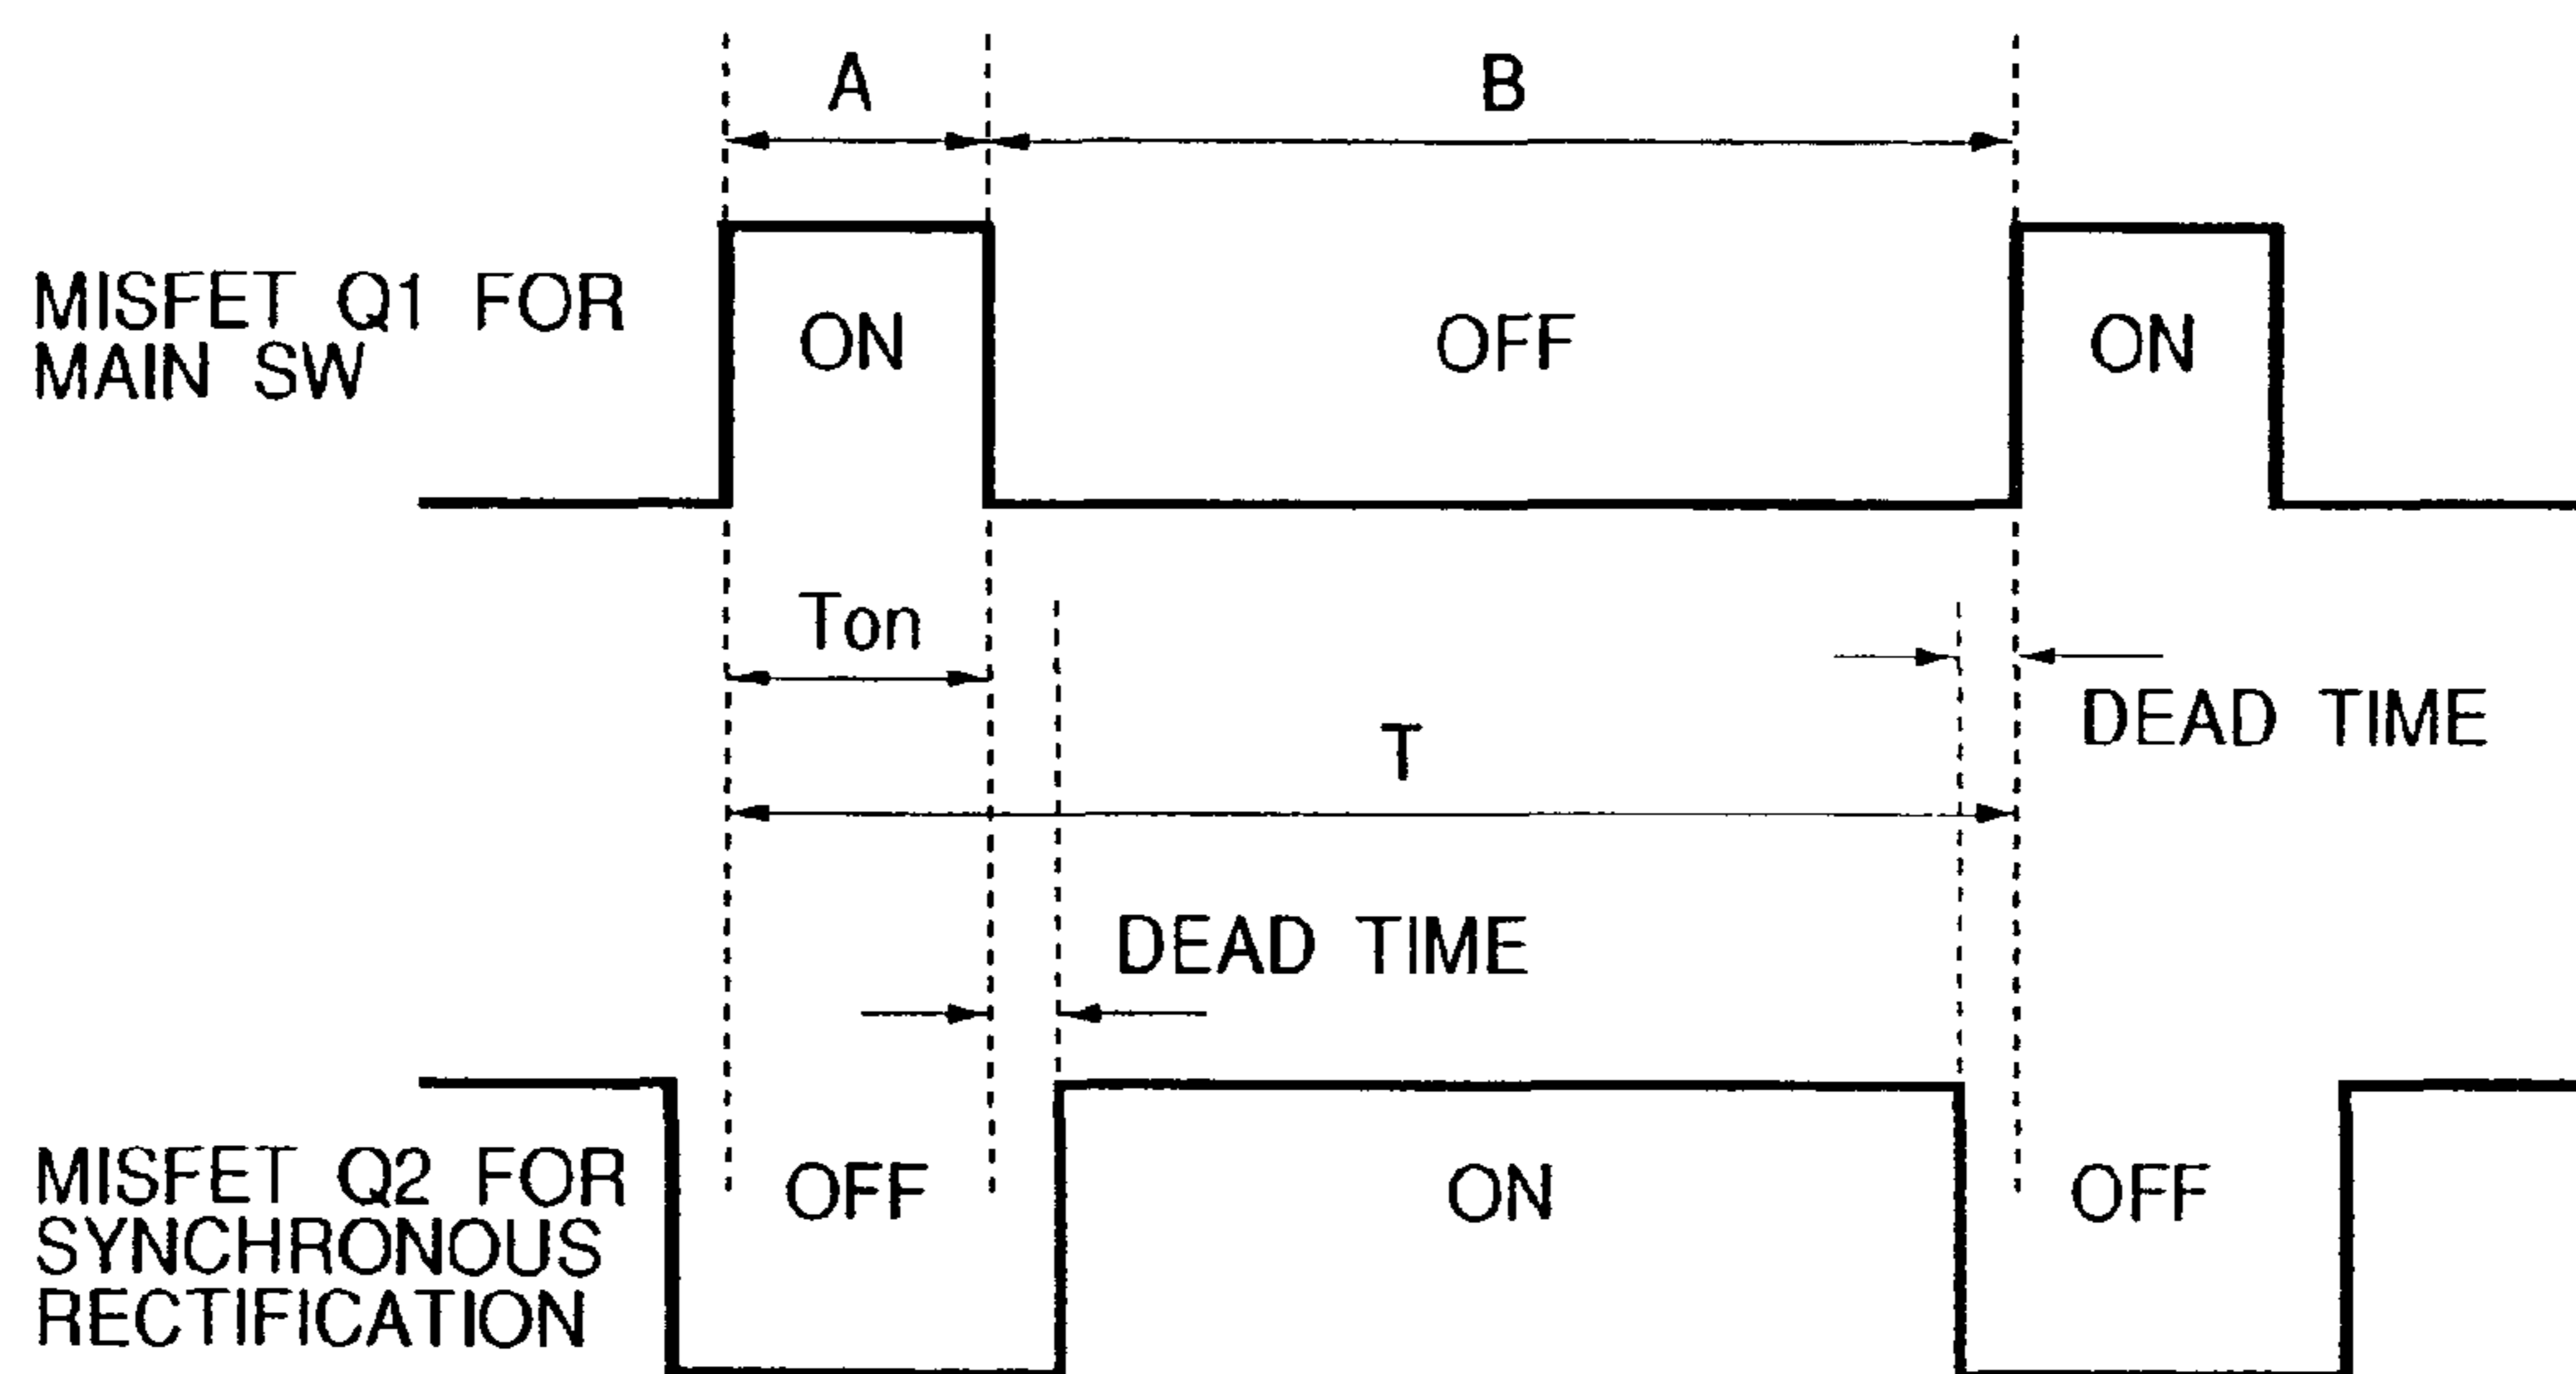 A
B
MISFET Q1 FOR
MAIN SW
ON
OFF
ON
Ton
DEAD TIME
T
DEAD TIME
MISFET Q2 FOR
SYNCHRONOUS
RECTIFICATION
OFF
ON
OFF